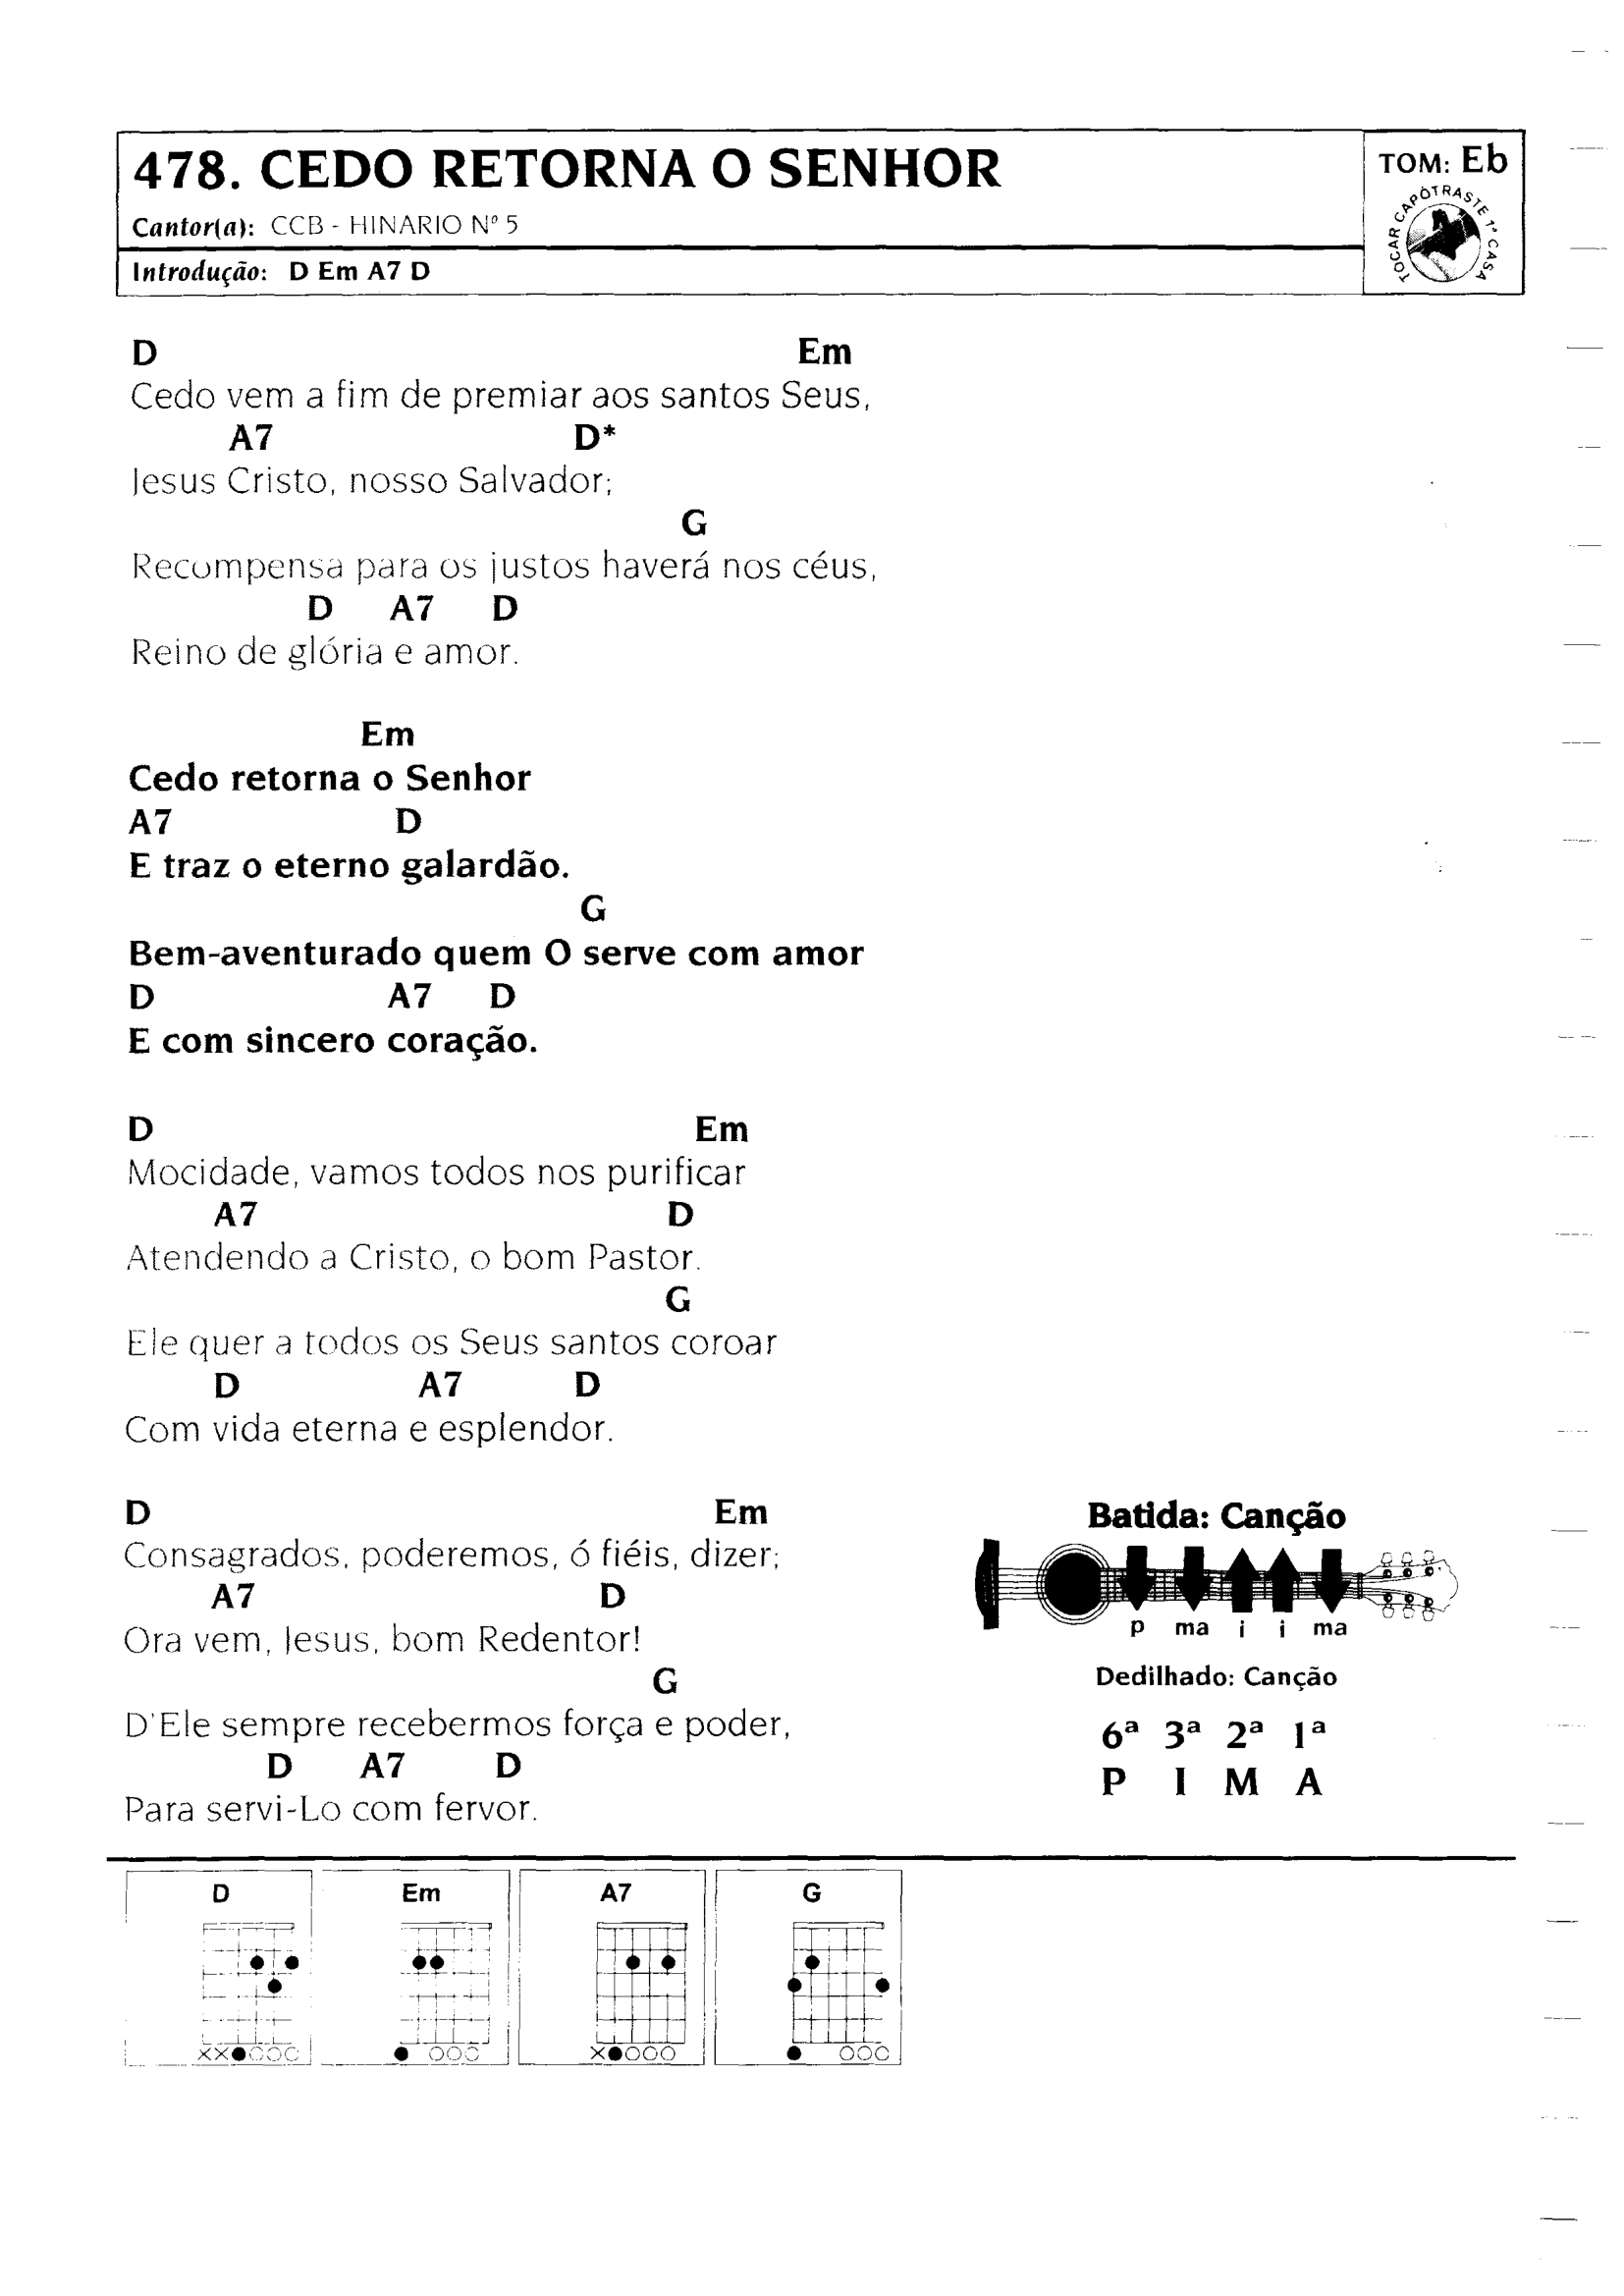 478. CEDO RETORNA O SENHOR
Cantor(a): CCB - HINARIO Nº 5
Introdução: D Em A7 D
TOM: Eb
TOCAR CAPOTRASTE 1ª CASA
D Em
Cedo vem a fim de premiar aos santos Seus,
A7 D*
Jesus Cristo, nosso Salvador;
G
Recompensa para os justos haverá nos céus,
D A7 D
Reino de glória e amor.
Em
Cedo retorna o Senhor
A7 D
E traz o eterno galardão.
G
Bem-aventurado quem O serve com amor
D A7 D
E com sincero coração.
D Em
Mocidade, vamos todos nos purificar
A7 D
Atendendo a Cristo, o bom Pastor.
G
Ele quer a todos os Seus santos coroar
D A7 D
Com vida eterna e esplendor.
D Em
Consagrados, poderemos, ó fiéis, dizer;
A7 D
Ora vem, Jesus, bom Redentor!
G
D'Ele sempre recebermos força e poder,
D A7 D
Para servi-Lo com fervor.
Batida: Canção
p ma i i ma
Dedilhado: Canção
6ª 3ª 2ª 1ª
P I M A
D Em A7 G